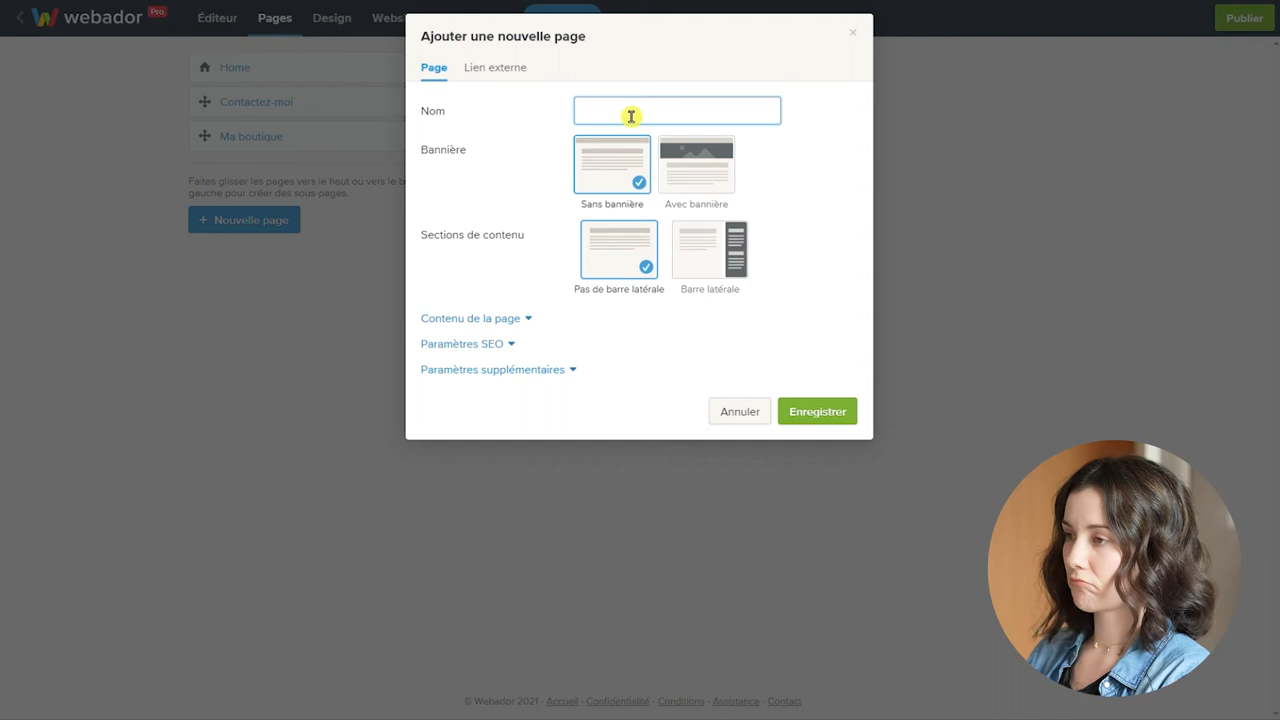 webador Pro
Éditeur Pages Design
Publier
Home
Contactez-moi
Ma boutique
Faites glisser les pages vers le haut ou vers le
gauche pour créer des sous-pages.
+ Nouvelle page
Ajouter une nouvelle page
×
Page Lien externe
Nom
Bannière
Sans bannière Avec bannière
Sections de contenu
Pas de barre latérale Barre latérale
Contenu de la page
Paramètres SEO
Paramètres supplémentaires
Annuler Enregistrer
© Webador 2021 · Accueil · Confidentialité · Conditions · Assistance · Contact